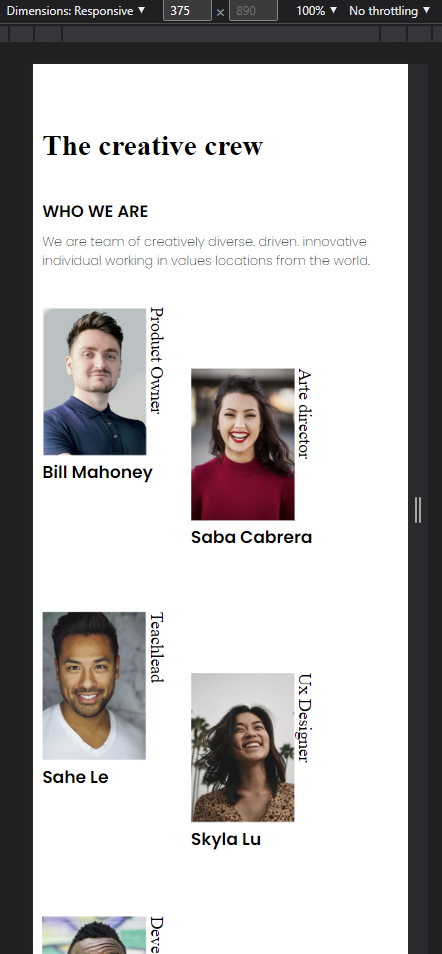 Dimensions: Responsive ▼ 375 × 890 100% ▼ No throttling ▼
The creative crew
WHO WE ARE
We are team of creatively diverse. driven. innovative
individual working in values locations from the world.
Product Owner
Bill Mahoney
Arte director
Saba Cabrera
Teachlead
Sahe Le
Ux Designer
Skyla Lu
Deve